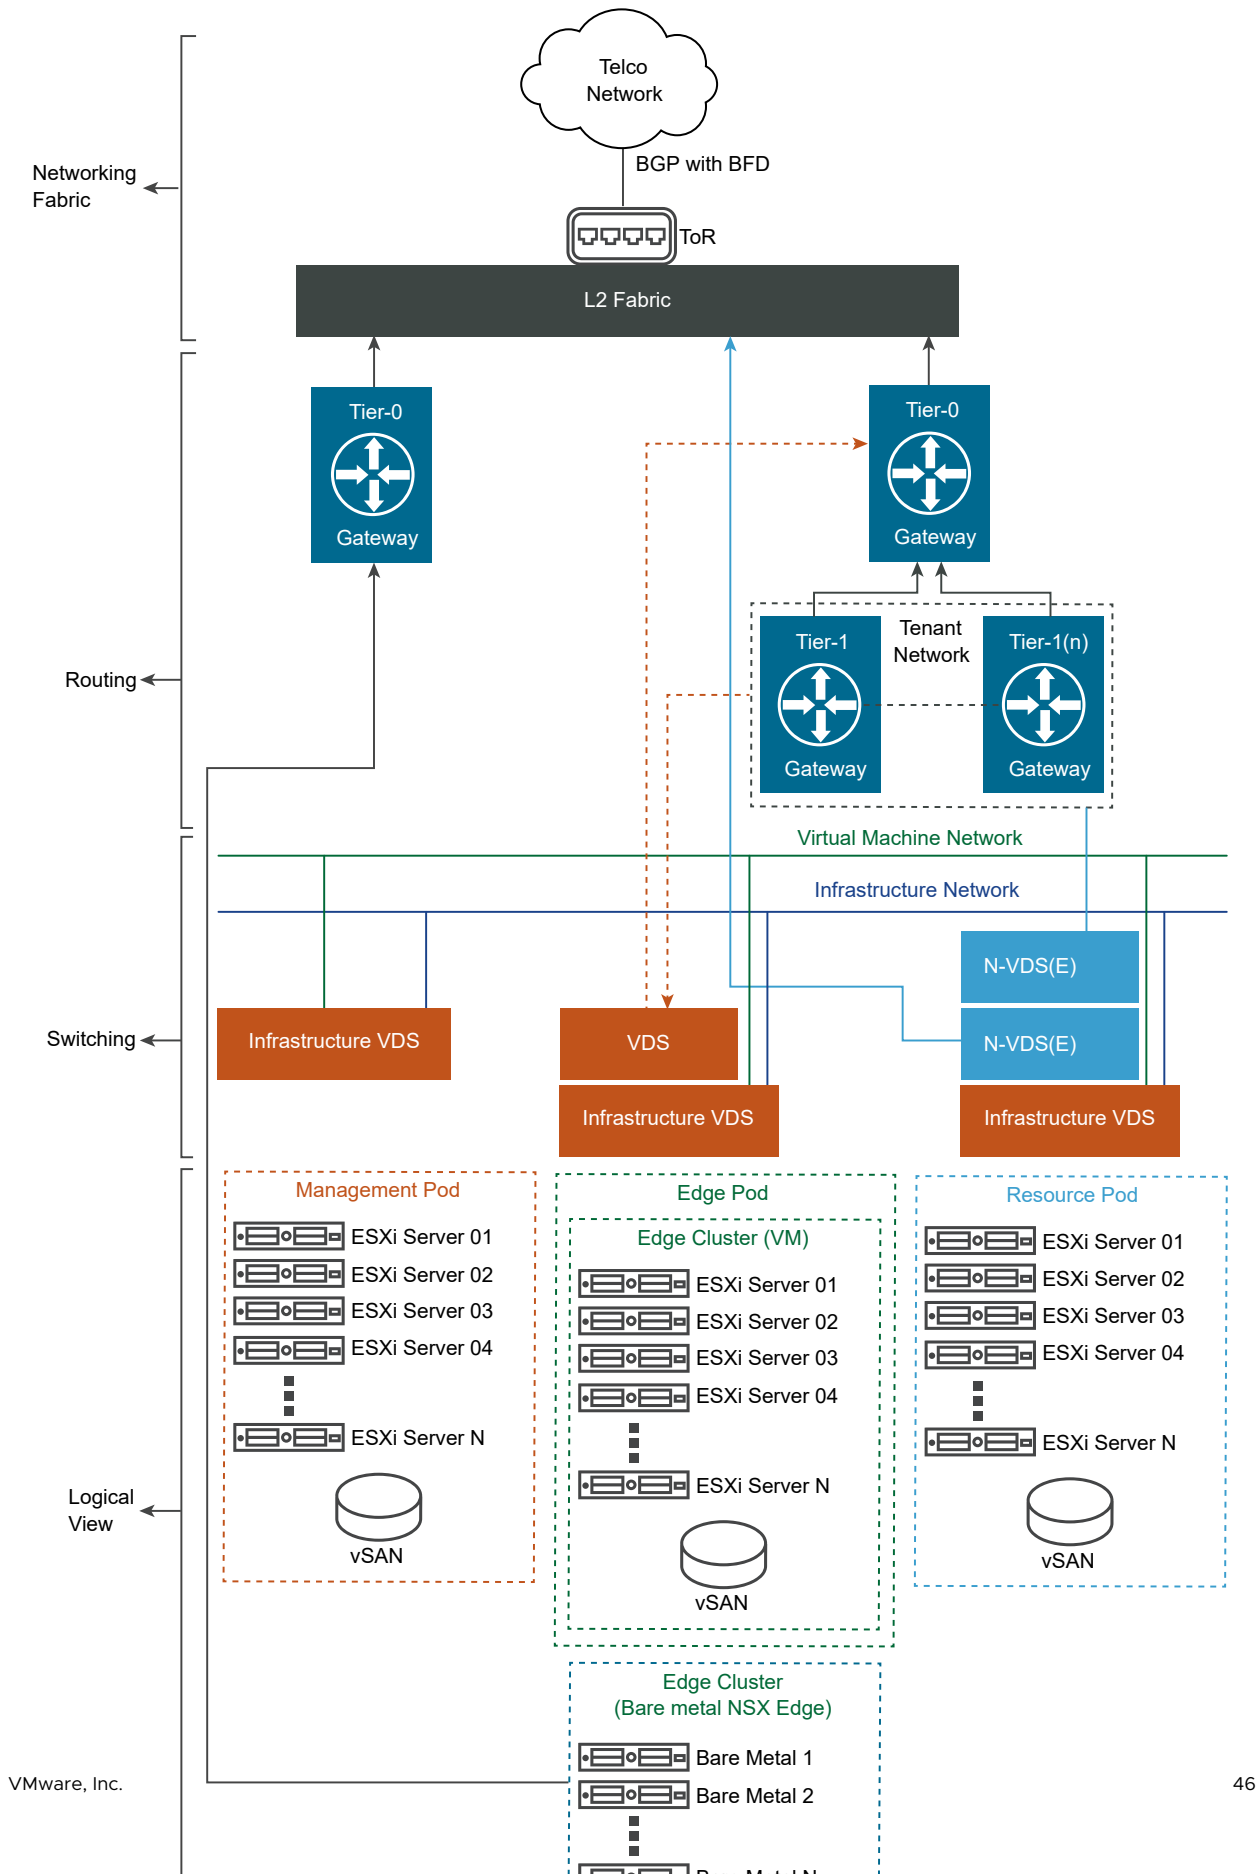 Telco
Network
BGP with BFD
Networking
Fabric
ToR
L2 Fabric
Tier-0
Gateway
Tier-0
Gateway
Tenant
Network
Tier-1
Gateway
Tier-1(n)
Gateway
Routing
Virtual Machine Network
Infrastructure Network
N-VDS(E)
Switching
Infrastructure VDS
VDS
N-VDS(E)
Infrastructure VDS
Infrastructure VDS
Management Pod
ESXi Server 01
ESXi Server 02
ESXi Server 03
ESXi Server 04
ESXi Server N
vSAN
Edge Pod
Edge Cluster (VM)
ESXi Server 01
ESXi Server 02
ESXi Server 03
ESXi Server 04
ESXi Server N
vSAN
Resource Pod
ESXi Server 01
ESXi Server 02
ESXi Server 03
ESXi Server 04
ESXi Server N
vSAN
Logical
View
Edge Cluster
(Bare metal NSX Edge)
Bare Metal 1
Bare Metal 2
Bare Metal N
VMware, Inc.
46